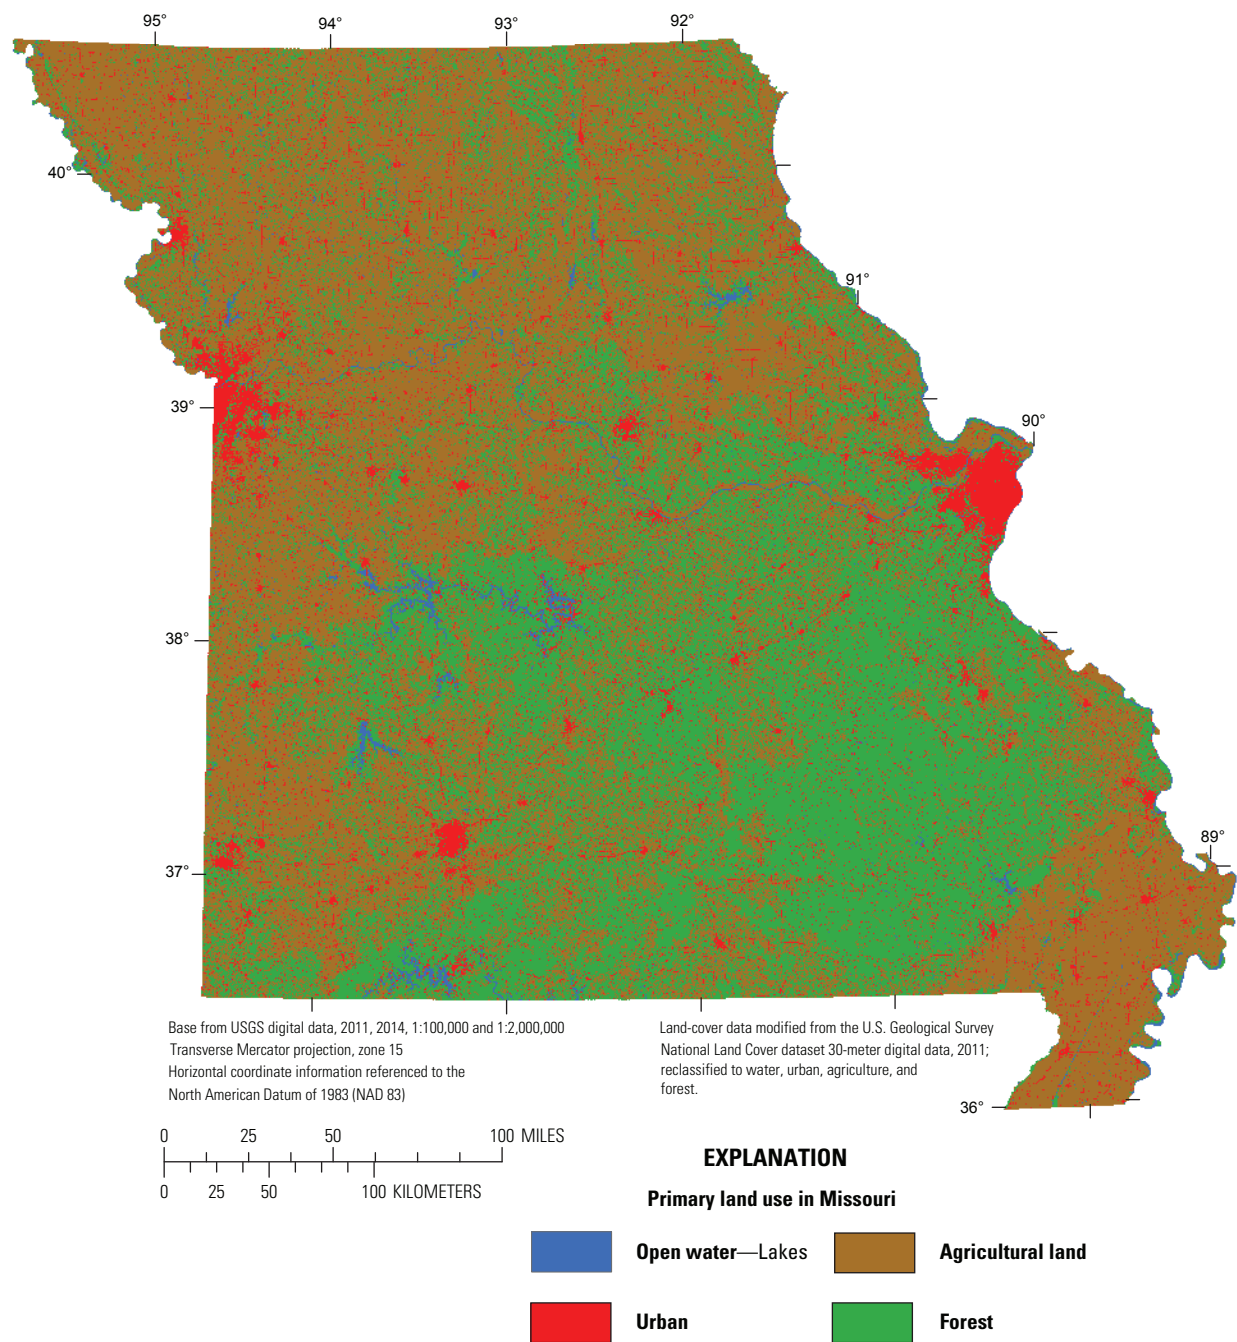 95°
94°
93°
92°
40°
91°
39°
90°
38°
37°
89°
36°
Base from USGS digital data, 2011, 2014, 1:100,000 and 1:2,000,000
Transverse Mercator projection, zone 15
Horizontal coordinate information referenced to the
North American Datum of 1983 (NAD 83)
Land-cover data modified from the U.S. Geological Survey
National Land Cover dataset 30-meter digital data, 2011;
reclassified to water, urban, agriculture, and
forest.
0 25 50 100 MILES
0 25 50 100 KILOMETERS
EXPLANATION
Primary land use in Missouri
Open water—Lakes
Agricultural land
Urban
Forest